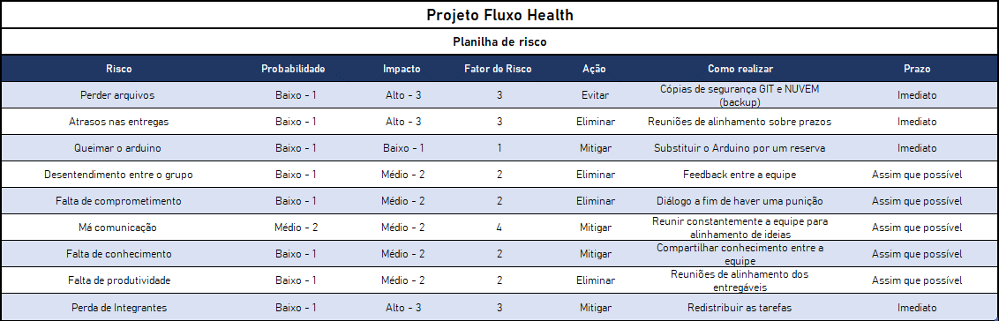 Projeto Fluxo Health
Planilha de risco
Risco Probabilidade Impacto Fator de Risco Ação Como realizar Prazo
Perder arquivos Baixo - 1 Alto - 3 3 Evitar Cópias de segurança GIT e NUVEM (backup) Imediato
Atrasos nas entregas Baixo - 1 Alto - 3 3 Eliminar Reuniões de alinhamento sobre prazos Imediato
Queimar o arduino Baixo - 1 Baixo - 1 1 Mitigar Substituir o Arduino por um reserva Imediato
Desentendimento entre o grupo Baixo - 1 Médio - 2 2 Eliminar Feedback entre a equipe Assim que possível
Falta de comprometimento Baixo - 1 Médio - 2 2 Eliminar Diálogo a fim de haver uma punição Assim que possível
Má comunicação Médio - 2 Médio - 2 4 Mitigar Reunir constantemente a equipe para alinhamento de ideias Assim que possível
Falta de conhecimento Baixo - 1 Médio - 2 2 Mitigar Compartilhar conhecimento entre a equipe Assim que possível
Falta de produtividade Baixo - 1 Médio - 2 2 Eliminar Reuniões de alinhamento dos entregáveis Assim que possível
Perda de Integrantes Baixo - 1 Alto - 3 3 Mitigar Redistribuir as tarefas Imediato